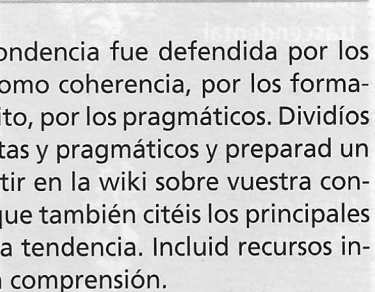 ondencia fue defendida por los
omo coherencia, por los forma-
ito, por los pragmáticos. Dividíos
tas y pragmáticos y preparad un
tir en la wiki sobre vuestra con-
que también citéis los principales
a tendencia. Incluid recursos in-
comprensión.